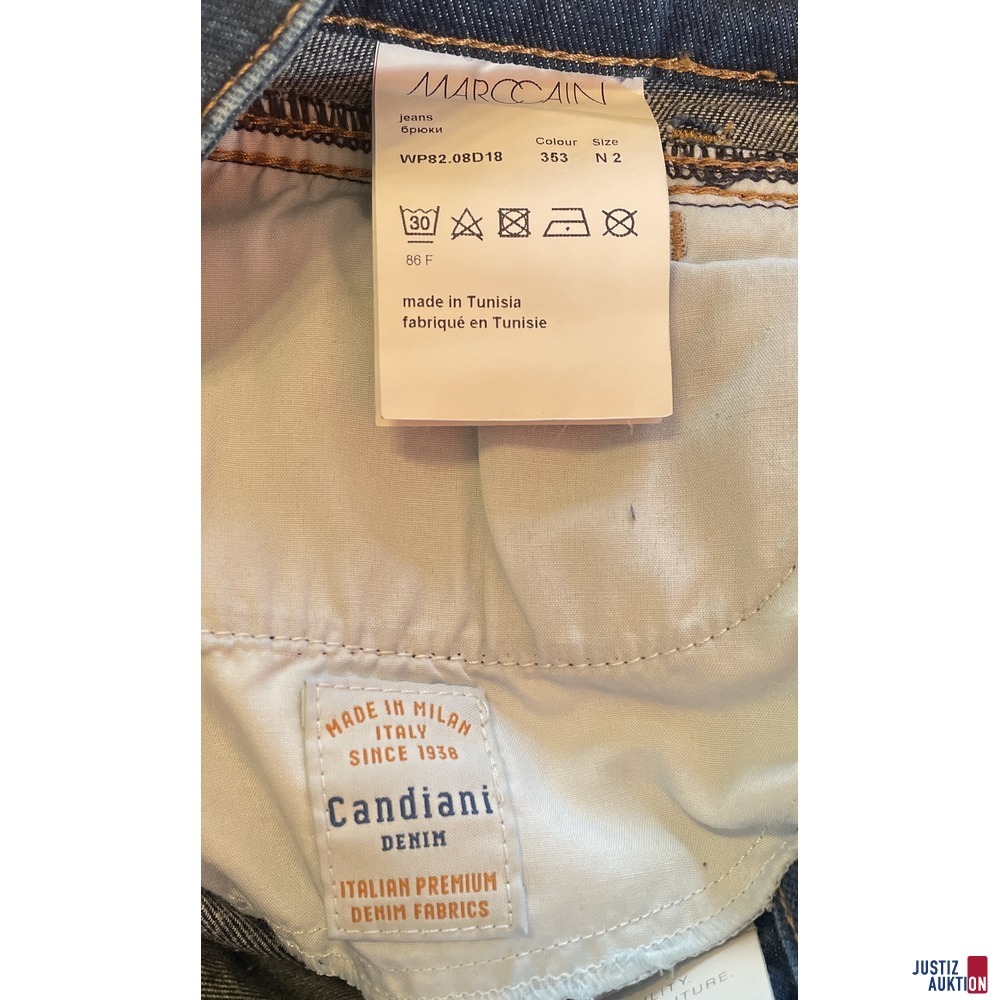 MARCCAIN
jeans
брюки
Colour Size
WP82.08D18 353 N 2
30
86 F
made in Tunisia
fabriqué en Tunisie
MADE IN MILAN
ITALY
SINCE 1938
Candiani
DENIM
ITALIAN PREMIUM
DENIM FABRICS
JUSTIZ
AUKTION